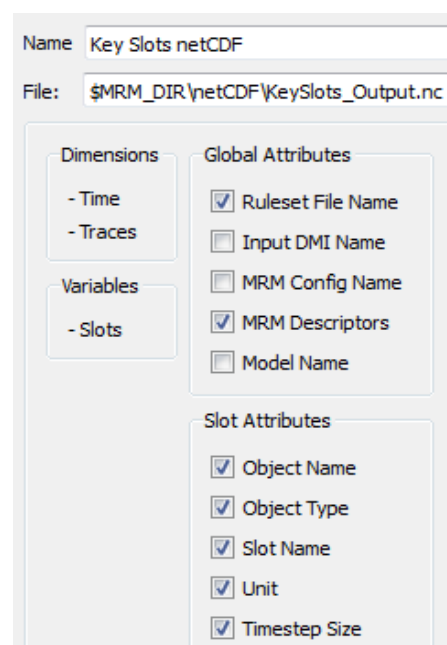 Name Key Slots netCDF
File: $MRM_DIR\netCDF\KeySlots_Output.nc
Dimensions
- Time
- Traces
Variables
- Slots
Global Attributes
Ruleset File Name
Input DMI Name
MRM Config Name
MRM Descriptors
Model Name
Slot Attributes
Object Name
Object Type
Slot Name
Unit
Timestep Size